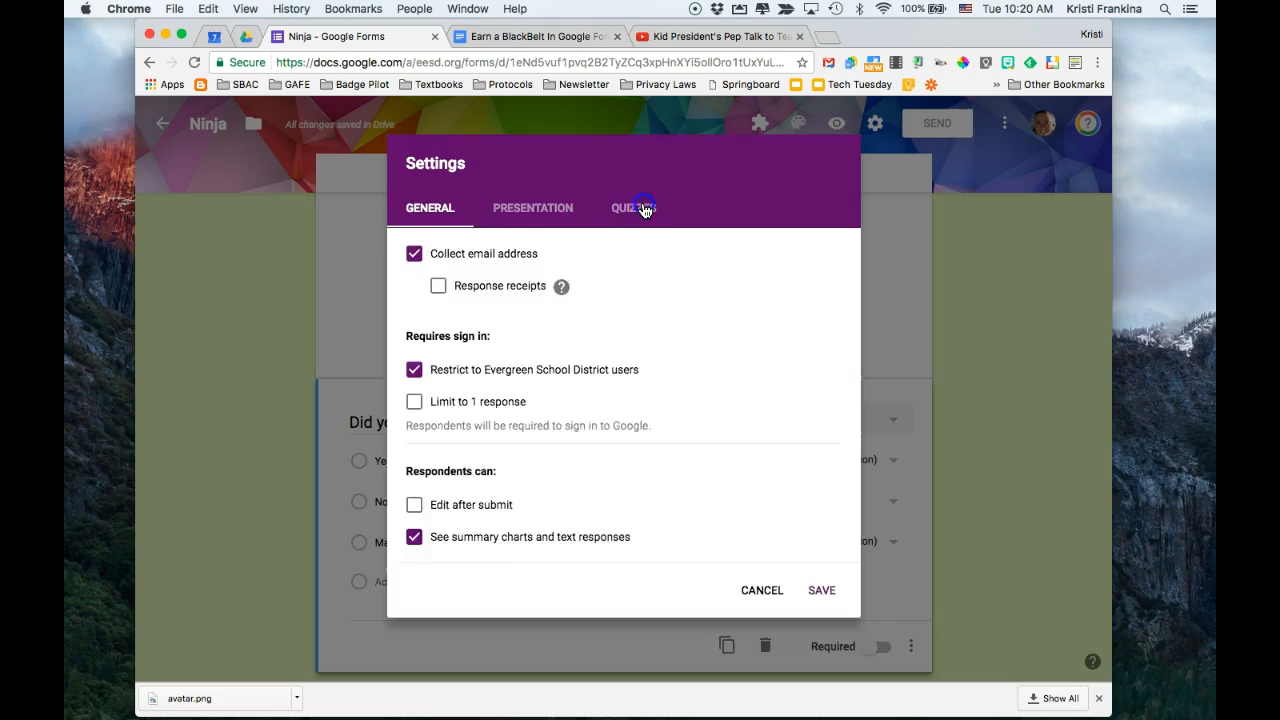 Chrome File Edit View History Bookmarks People Window Help 100% Tue 10:20 AM Kristi Frankina
7 Ninja - Google Forms × Earn a BlackBelt In Google For × Kid President's Pep Talk to Tea × Kristi
Secure https://docs.google.com/a/eesd.org/forms/d/1eNd5vuf1pvq2B2TyZCq3xpHnXYi5ollOro1tUxYuL...
Apps SBAC GAFE Badge Pilot Textbooks Protocols Newsletter Privacy Laws Springboard Tech Tuesday » Other Bookmarks
Ninja All changes saved in Drive SEND
Settings
GENERAL PRESENTATION
Collect email address
Response receipts ?
Requires sign in:
Restrict to Evergreen School District users
Limit to 1 response
Respondents will be required to sign in to Google.
Respondents can:
Edit after submit
See summary charts and text responses
CANCEL SAVE
Required
avatar.png Show All ×